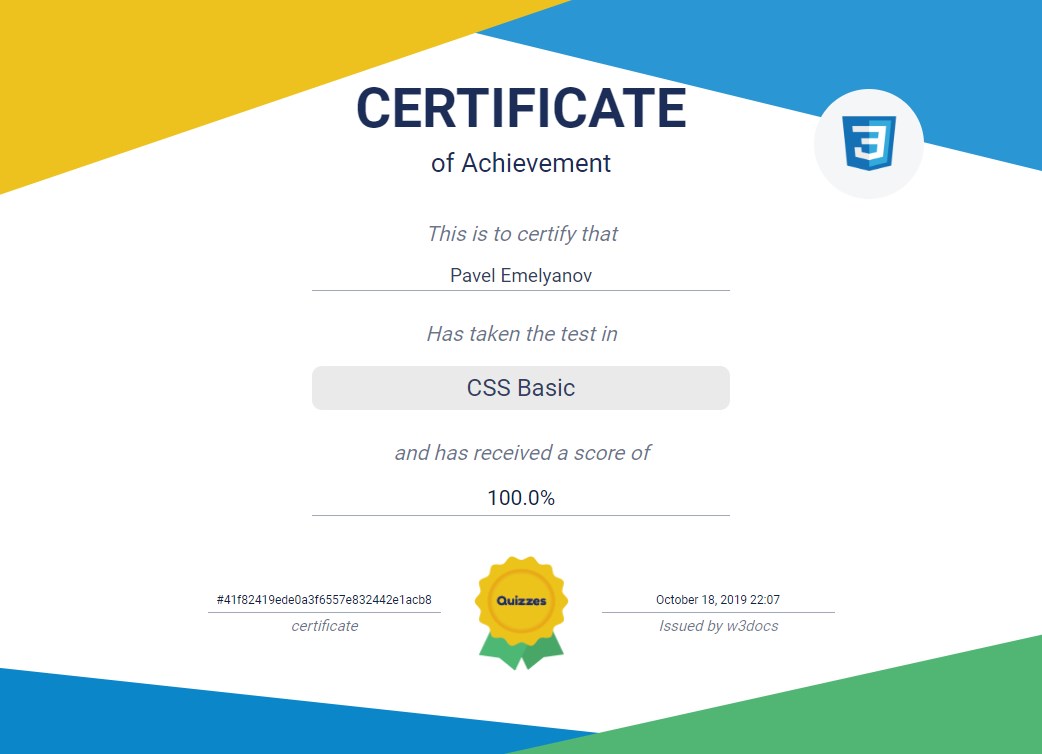 CERTIFICATE
of Achievement
This is to certify that
Pavel Emelyanov
Has taken the test in
CSS Basic
and has received a score of
100.0%
#41f82419ede0a3f6557e832442e1acb8
certificate
Quizzes
October 18, 2019 22:07
Issued by w3docs